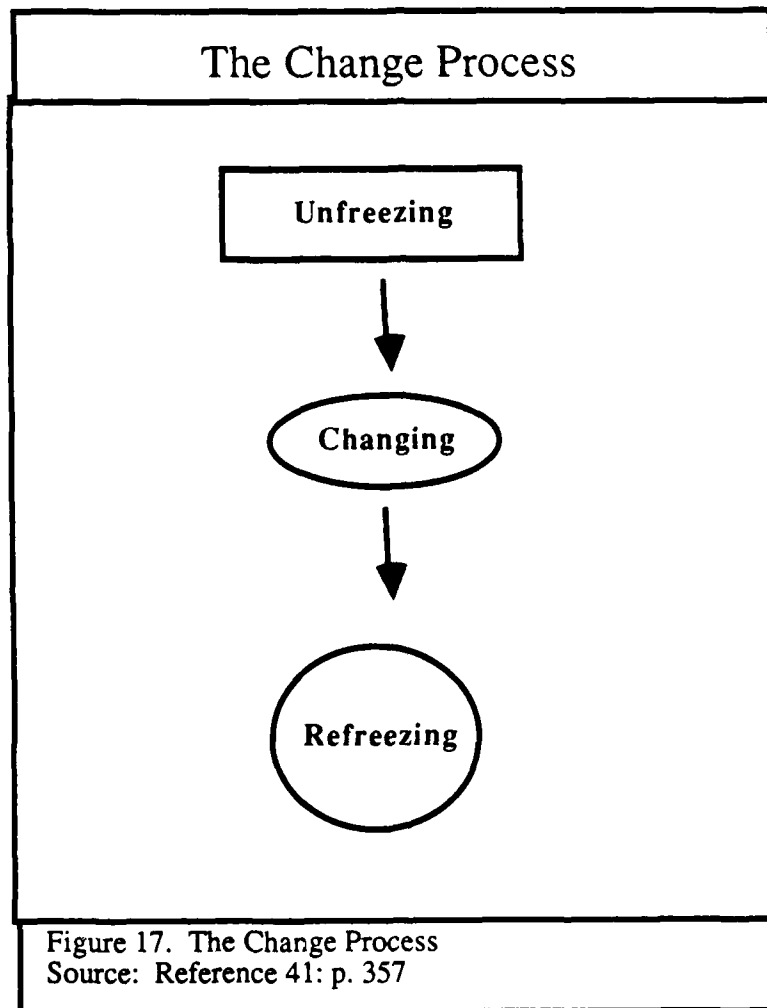 The Change Process
Unfreezing
Changing
Refreezing
Figure 17. The Change Process
Source: Reference 41: p. 357